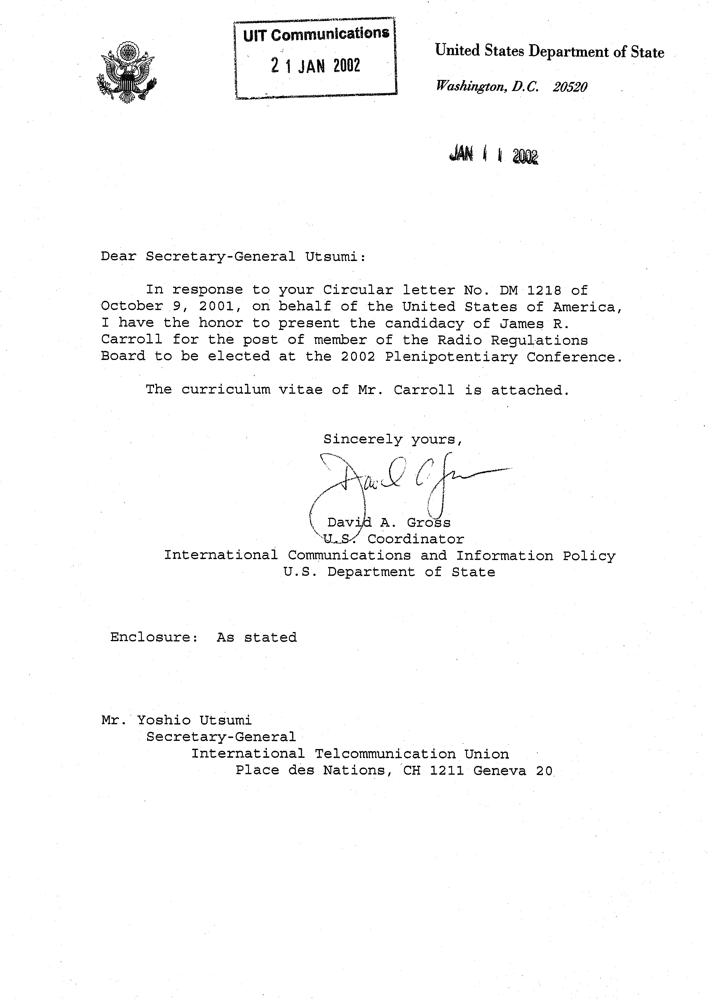 UIT Communications
21 JAN 2002
United States Department of State
Washington, D.C. 20520
JAN 11 2002
Dear Secretary-General Utsumi:
In response to your Circular letter No. DM 1218 of
October 9, 2001, on behalf of the United States of America,
I have the honor to present the candidacy of James R.
Carroll for the post of member of the Radio Regulations
Board to be elected at the 2002 Plenipotentiary Conference.
The curriculum vitae of Mr. Carroll is attached.
Sincerely yours,
David A. Gross
U.S. Coordinator
International Communications and Information Policy
U.S. Department of State
Enclosure: As stated
Mr. Yoshio Utsumi
Secretary-General
International Telcommunication Union
Place des Nations, CH 1211 Geneva 20